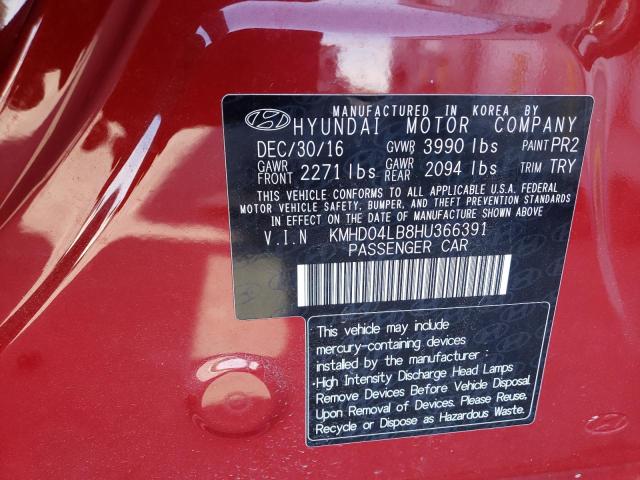 MANUFACTURED IN KOREA BY
HYUNDAI MOTOR COMPANY
DEC/30/16 GVWR 3990 lbs PAINT PR2
GAWR FRONT 2271 lbs GAWR REAR 2094 lbs TRIM TRY
THIS VEHICLE CONFORMS TO ALL APPLICABLE U.S.A. FEDERAL
MOTOR VEHICLE SAFETY, BUMPER, AND THEFT PREVENTION STANDARDS
IN EFFECT ON THE DATE OF MANUFACTURE SHOWN ABOVE
V.I.N KMHD04LB8HU366391
PASSENGER CAR
This vehicle may include
mercury-containing devices
installed by the manufacturer :
·High Intensity Discharge Head Lamps
Remove Devices Before Vehicle Disposal.
Upon Removal of Devices. Please Reuse,
Recycle or Dispose as Hazardous Waste.